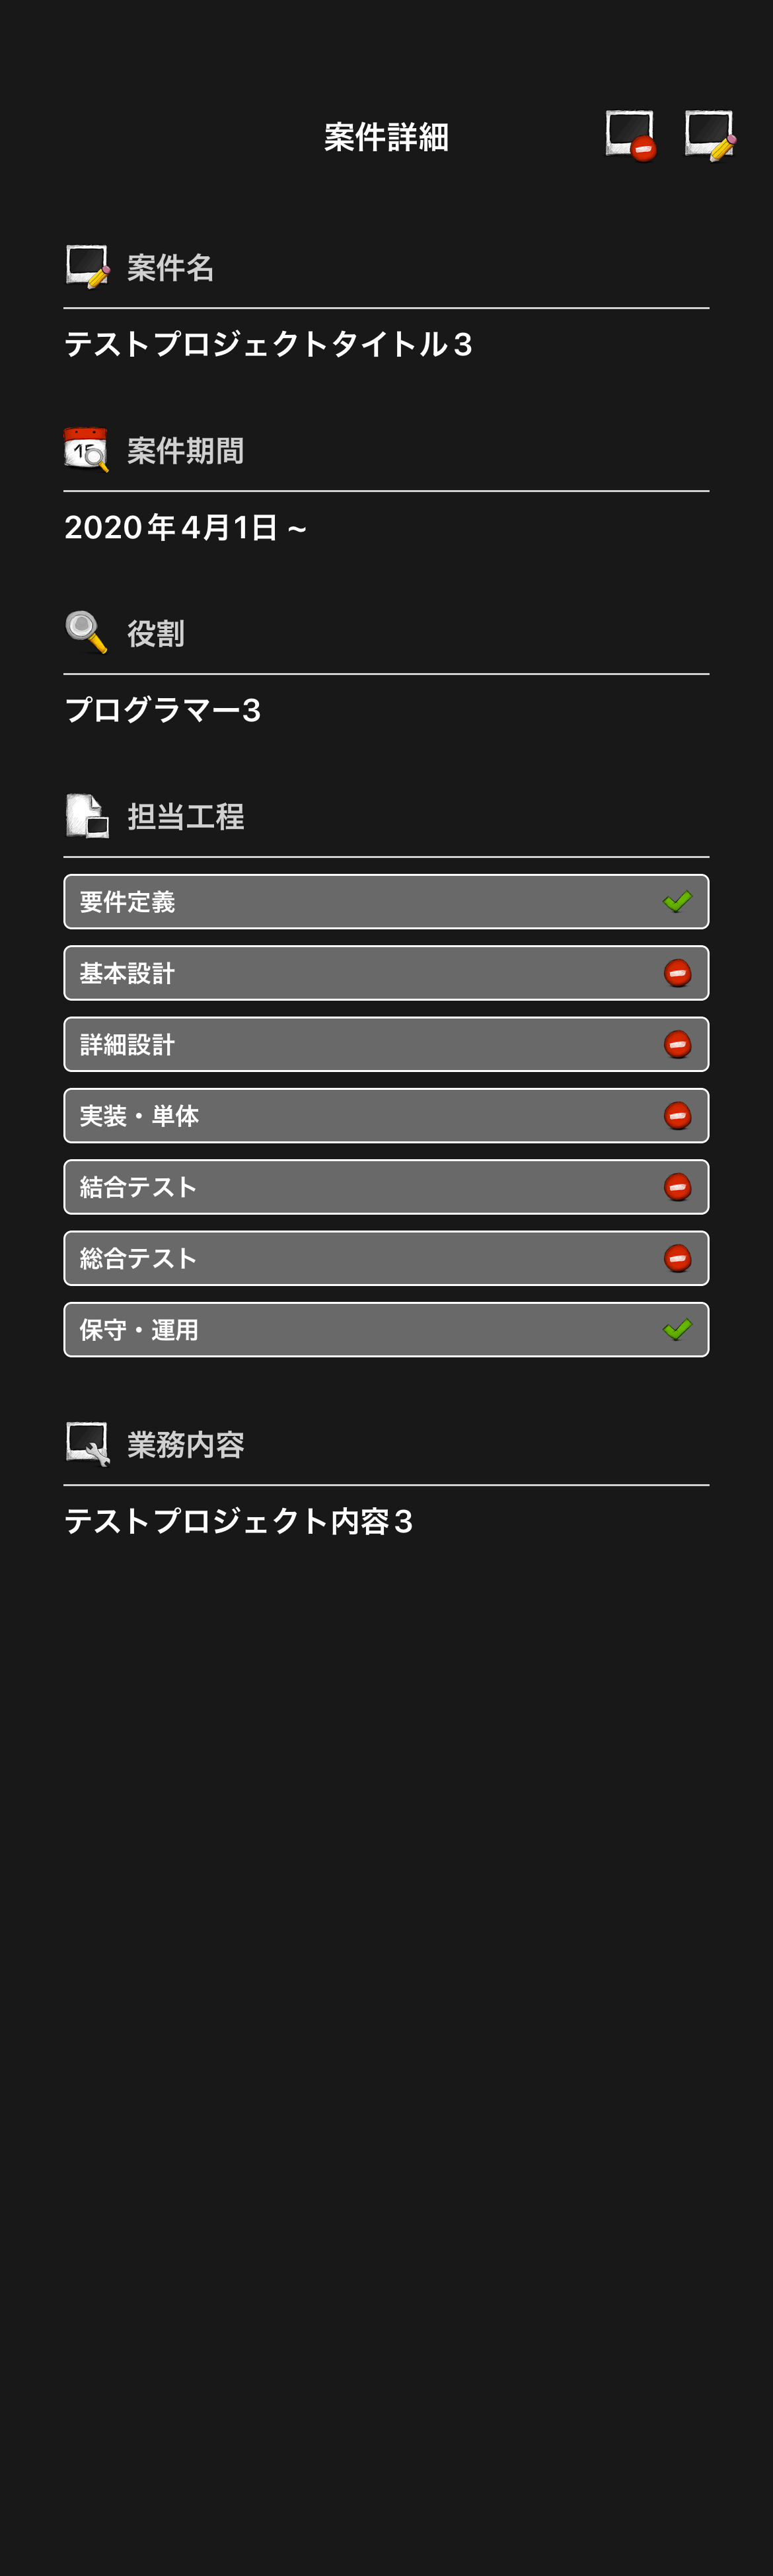 案件詳細
案件名
テストプロジェクトタイトル3
案件期間
2020年4月1日 ~
役割
プログラマー3
担当工程
要件定義
基本設計
詳細設計
実装・単体
結合テスト
総合テスト
保守・運用
業務内容
テストプロジェクト内容3